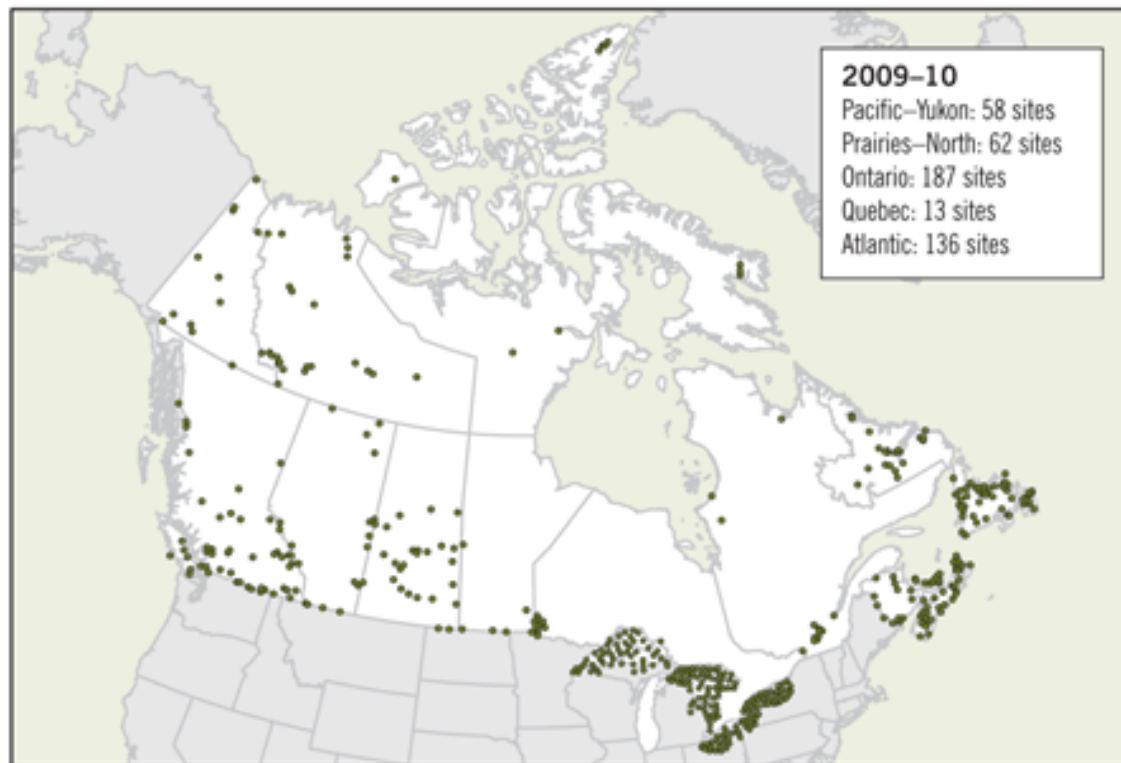 2009–10
Pacific–Yukon: 58 sites
Prairies–North: 62 sites
Ontario: 187 sites
Quebec: 13 sites
Atlantic: 136 sites